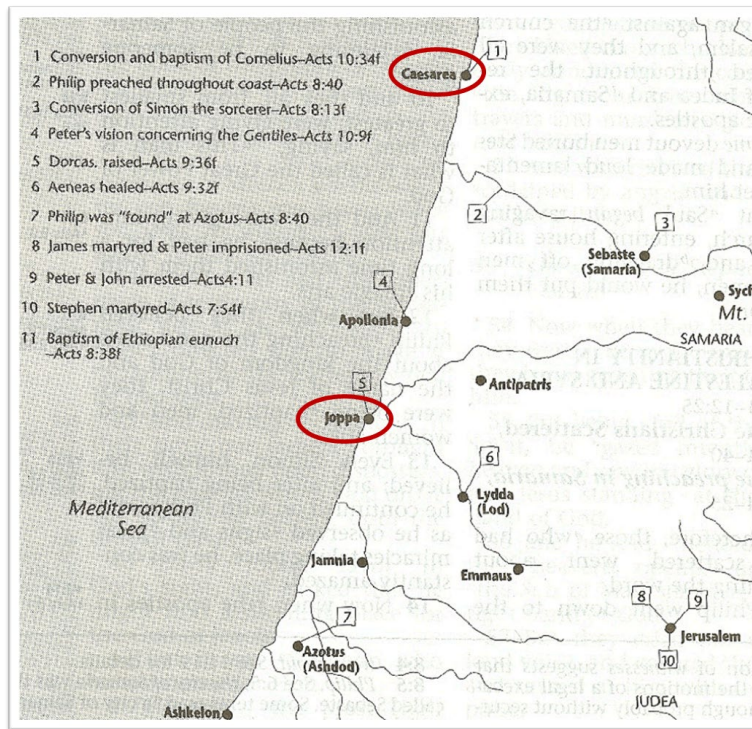 1 Conversion and baptism of Cornelius–Acts 10:34f
2 Philip preached throughout coast–Acts 8:40
3 Conversion of Simon the sorcerer–Acts 8:13f
4 Peter's vision concerning the Gentiles–Acts 10:9f
5 Dorcas, raised–Acts 9:36f
6 Aeneas healed–Acts 9:32f
7 Philip was "found" at Azotus–Acts 8:40
8 James martyred & Peter imprisioned–Acts 12:1f
9 Peter & John arrested–Acts4:11
10 Stephen martyred–Acts 7:54f
11 Baptism of Ethiopian eunuch
–Acts 8:38f
1
Caesarea
2
3
Sebaste
(Samaria)
4
Apollonia
Mt.
SAMARIA
5
Antipatris
Joppa
6
Lydda
(Lod)
Mediterranean
Sea
Jamnia
Emmaus
8 9
7
Jerusalem
Azotus
(Ashdod)
10
JUDEA
Ashkelon